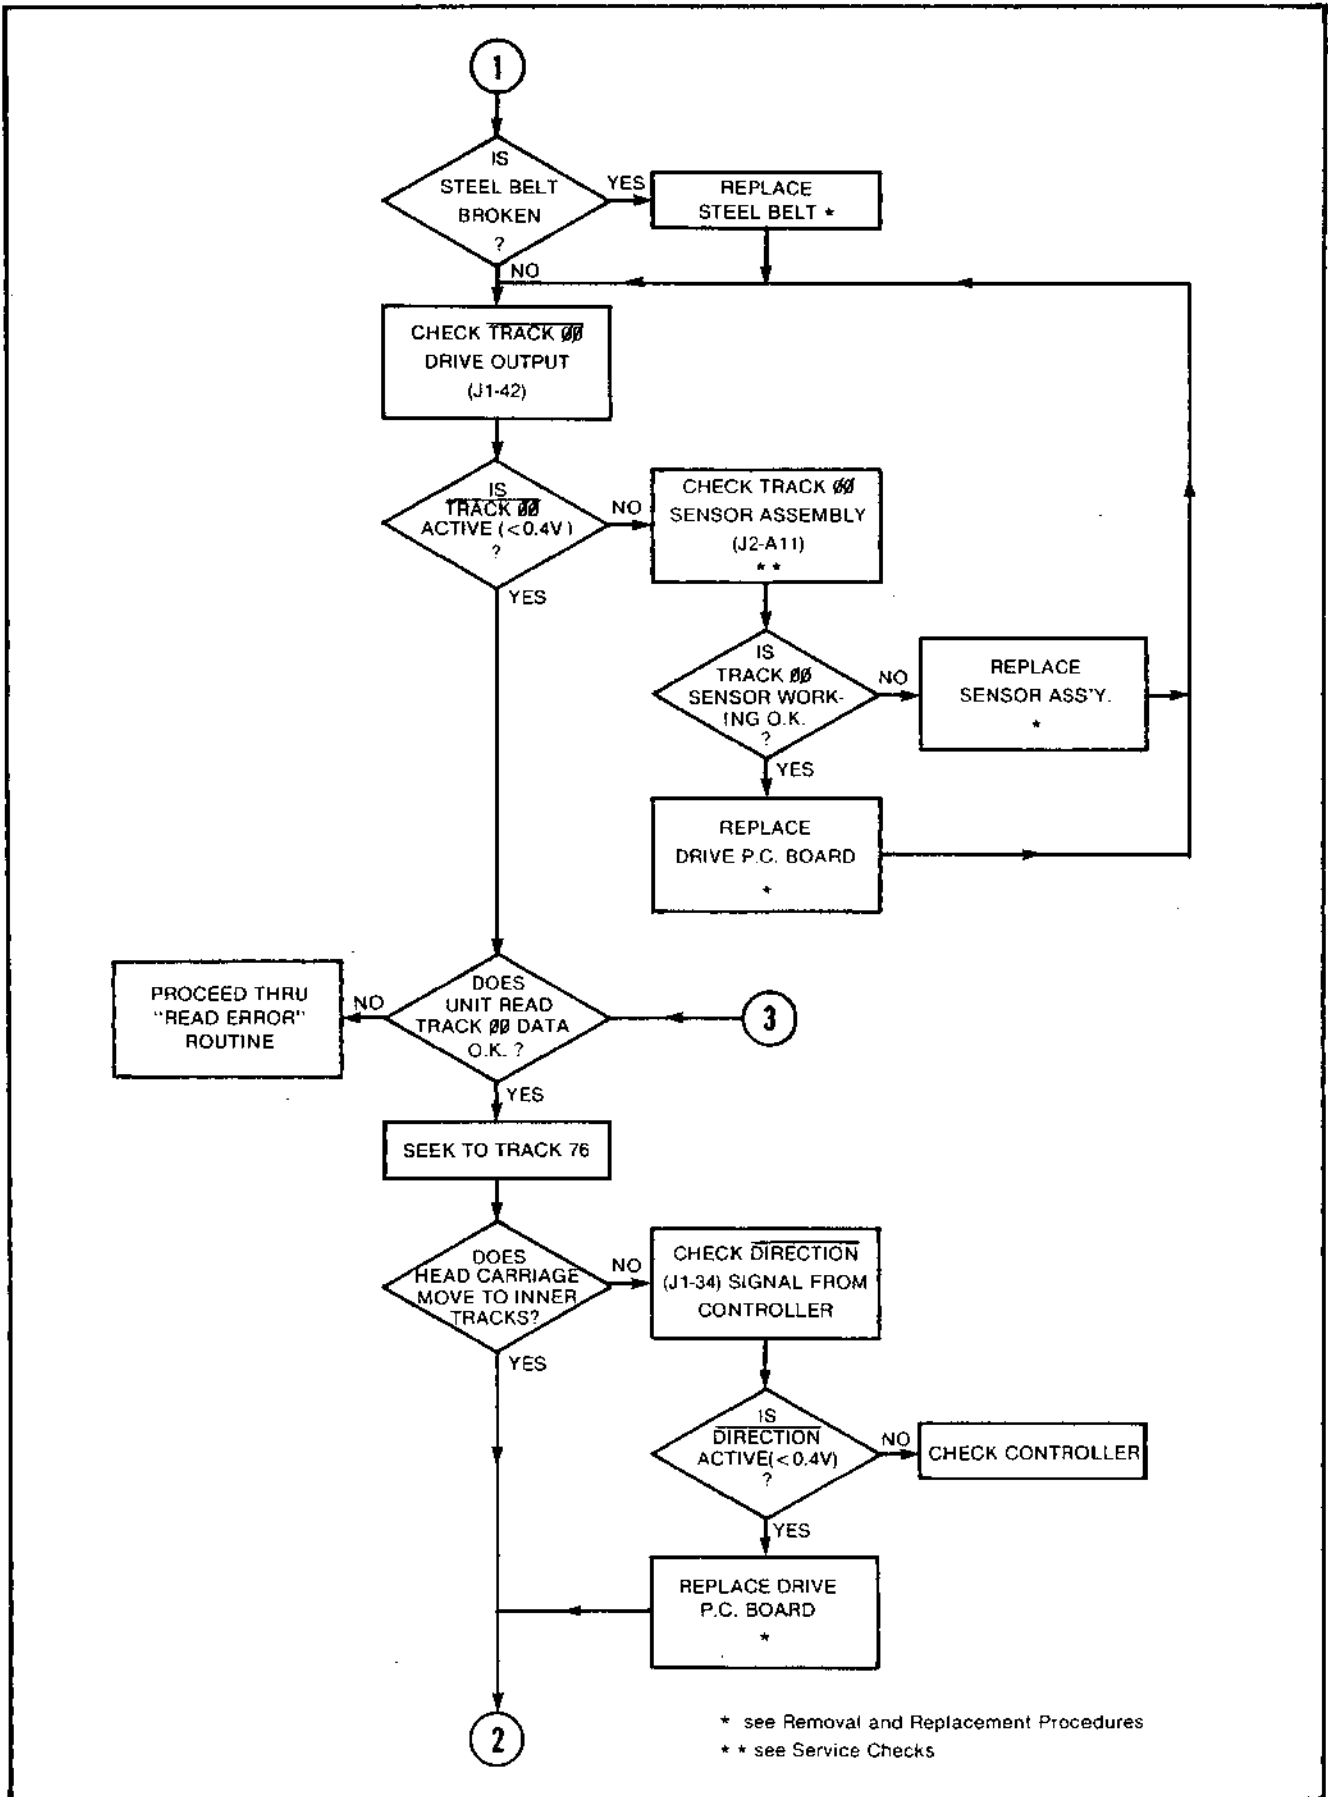 1
IS
STEEL BELT
BROKEN
?
YES
REPLACE
STEEL BELT *
NO
CHECK TRACK ØØ
DRIVE OUTPUT
(J1-42)
IS
TRACK ØØ
ACTIVE (<0.4V)
?
NO
CHECK TRACK ØØ
SENSOR ASSEMBLY
(J2-A11)
* *
YES
IS
TRACK ØØ
SENSOR WORK-
ING O.K.
?
NO
REPLACE
SENSOR ASS'Y.
*
YES
REPLACE
DRIVE P.C. BOARD
*
DOES
UNIT READ
TRACK ØØ DATA
O.K. ?
NO
PROCEED THRU
"READ ERROR"
ROUTINE
3
YES
SEEK TO TRACK 76
DOES
HEAD CARRIAGE
MOVE TO INNER
TRACKS?
NO
CHECK DIRECTION
(J1-34) SIGNAL FROM
CONTROLLER
YES
IS
DIRECTION
ACTIVE(<0.4V)
?
NO
CHECK CONTROLLER
YES
REPLACE DRIVE
P.C. BOARD
*
2
* see Removal and Replacement Procedures
* * see Service Checks